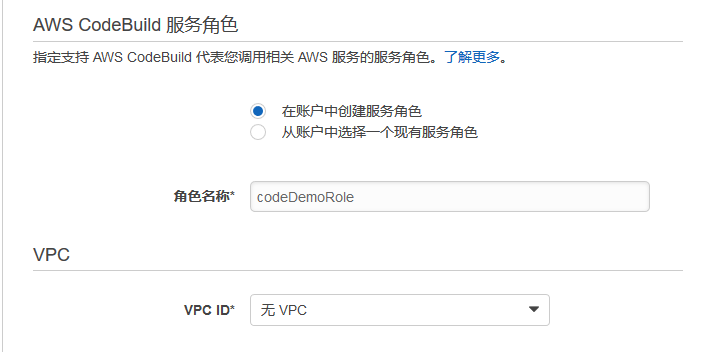 AWS CodeBuild 服务角色
指定支持 AWS CodeBuild 代表您调用相关 AWS 服务的服务角色。了解更多。
在账户中创建服务角色
从账户中选择一个现有服务角色
角色名称* codeDemoRole
VPC
VPC ID* 无 VPC